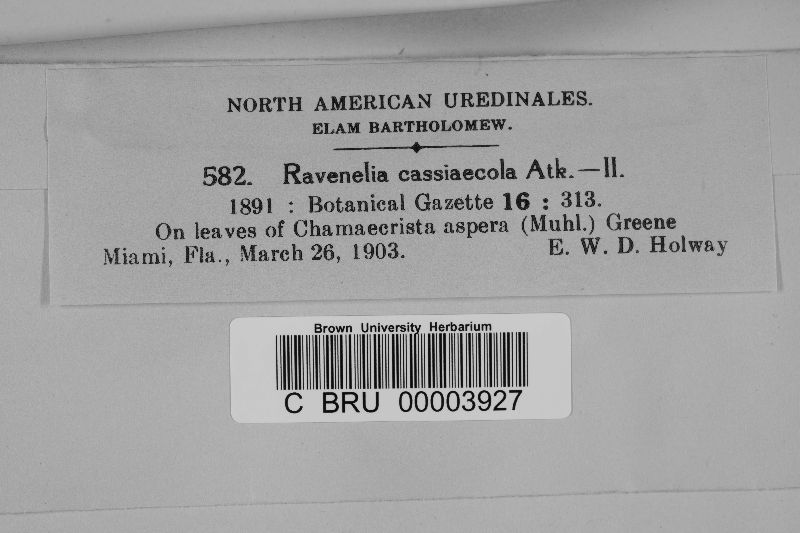 NORTH AMERICAN UREDINALES.
ELAM BARTHOLOMEW.
582. Ravenelia cassiaecola Atk.—II.
1891 : Botanical Gazette 16 : 313.
On leaves of Chamaecrista aspera (Muhl.) Greene
Miami, Fla., March 26, 1903. E. W. D. Holway
Brown University Herbarium
C BRU 00003927